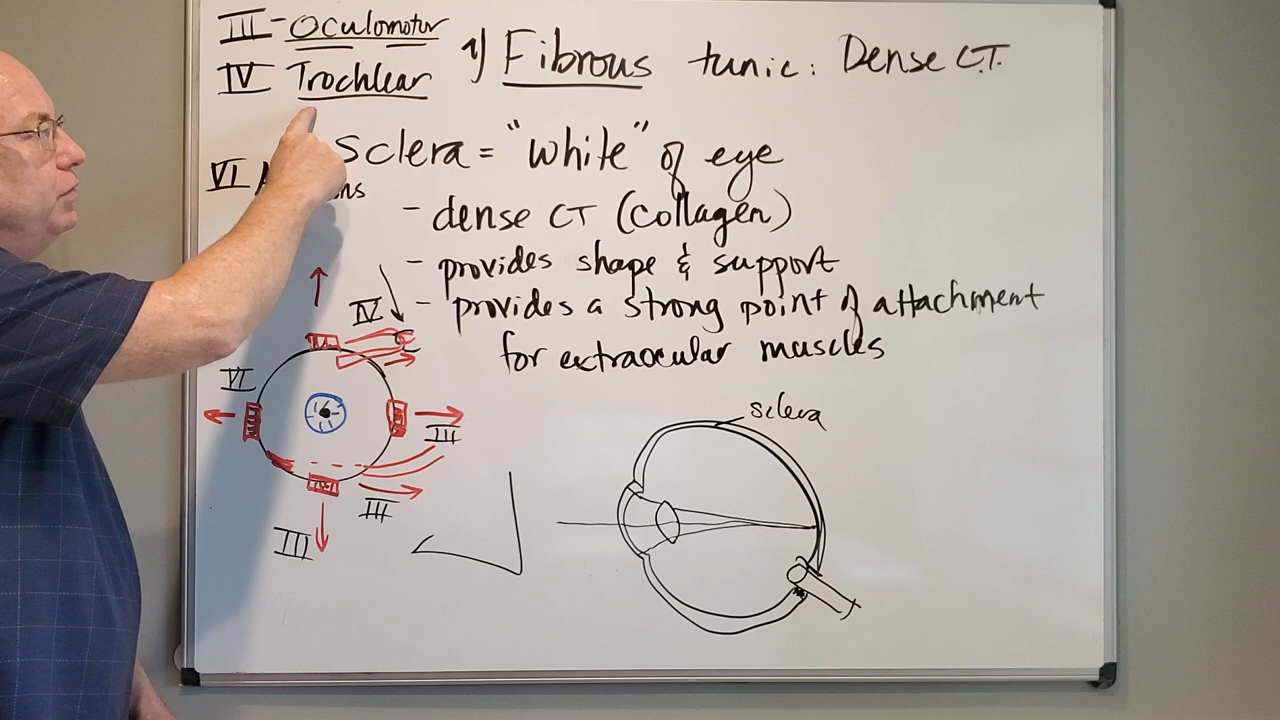 III - Oculomotor
IV Trochlear
VI
1) Fibrous tunic: Dense C.T.
Sclera = "white" of eye
- dense CT (collagen)
- provides shape & support
- provides a strong point of attachment
for extraocular muscles
IV
VI
III
III
III
sclera